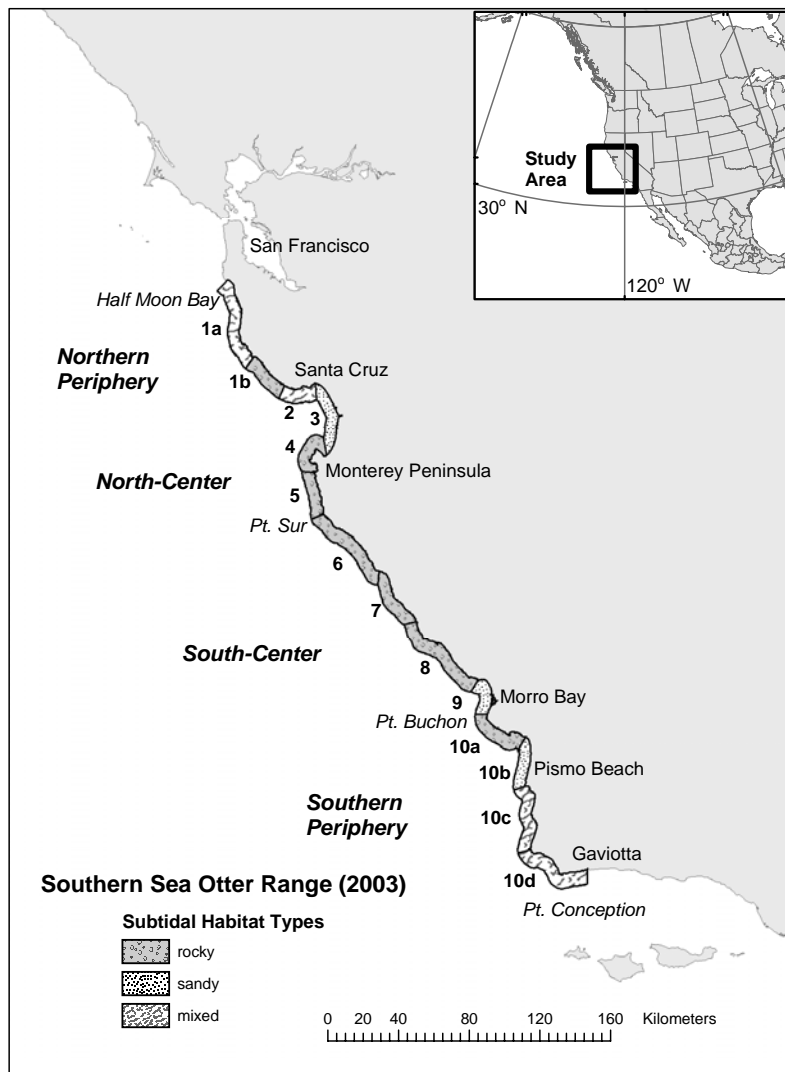 Study
Area
30° N
120° W
San Francisco
Half Moon Bay
1a
Northern
Periphery
1b
Santa Cruz
2
3
4
Monterey Peninsula
North-Center
5
Pt. Sur
6
7
South-Center
8
9
Morro Bay
Pt. Buchon
10a
10b
Pismo Beach
Southern
Periphery
10c
Gaviotta
10d
Pt. Conception
Southern Sea Otter Range (2003)
Subtidal Habitat Types
rocky
sandy
mixed
0 20 40 80 120 160 Kilometers